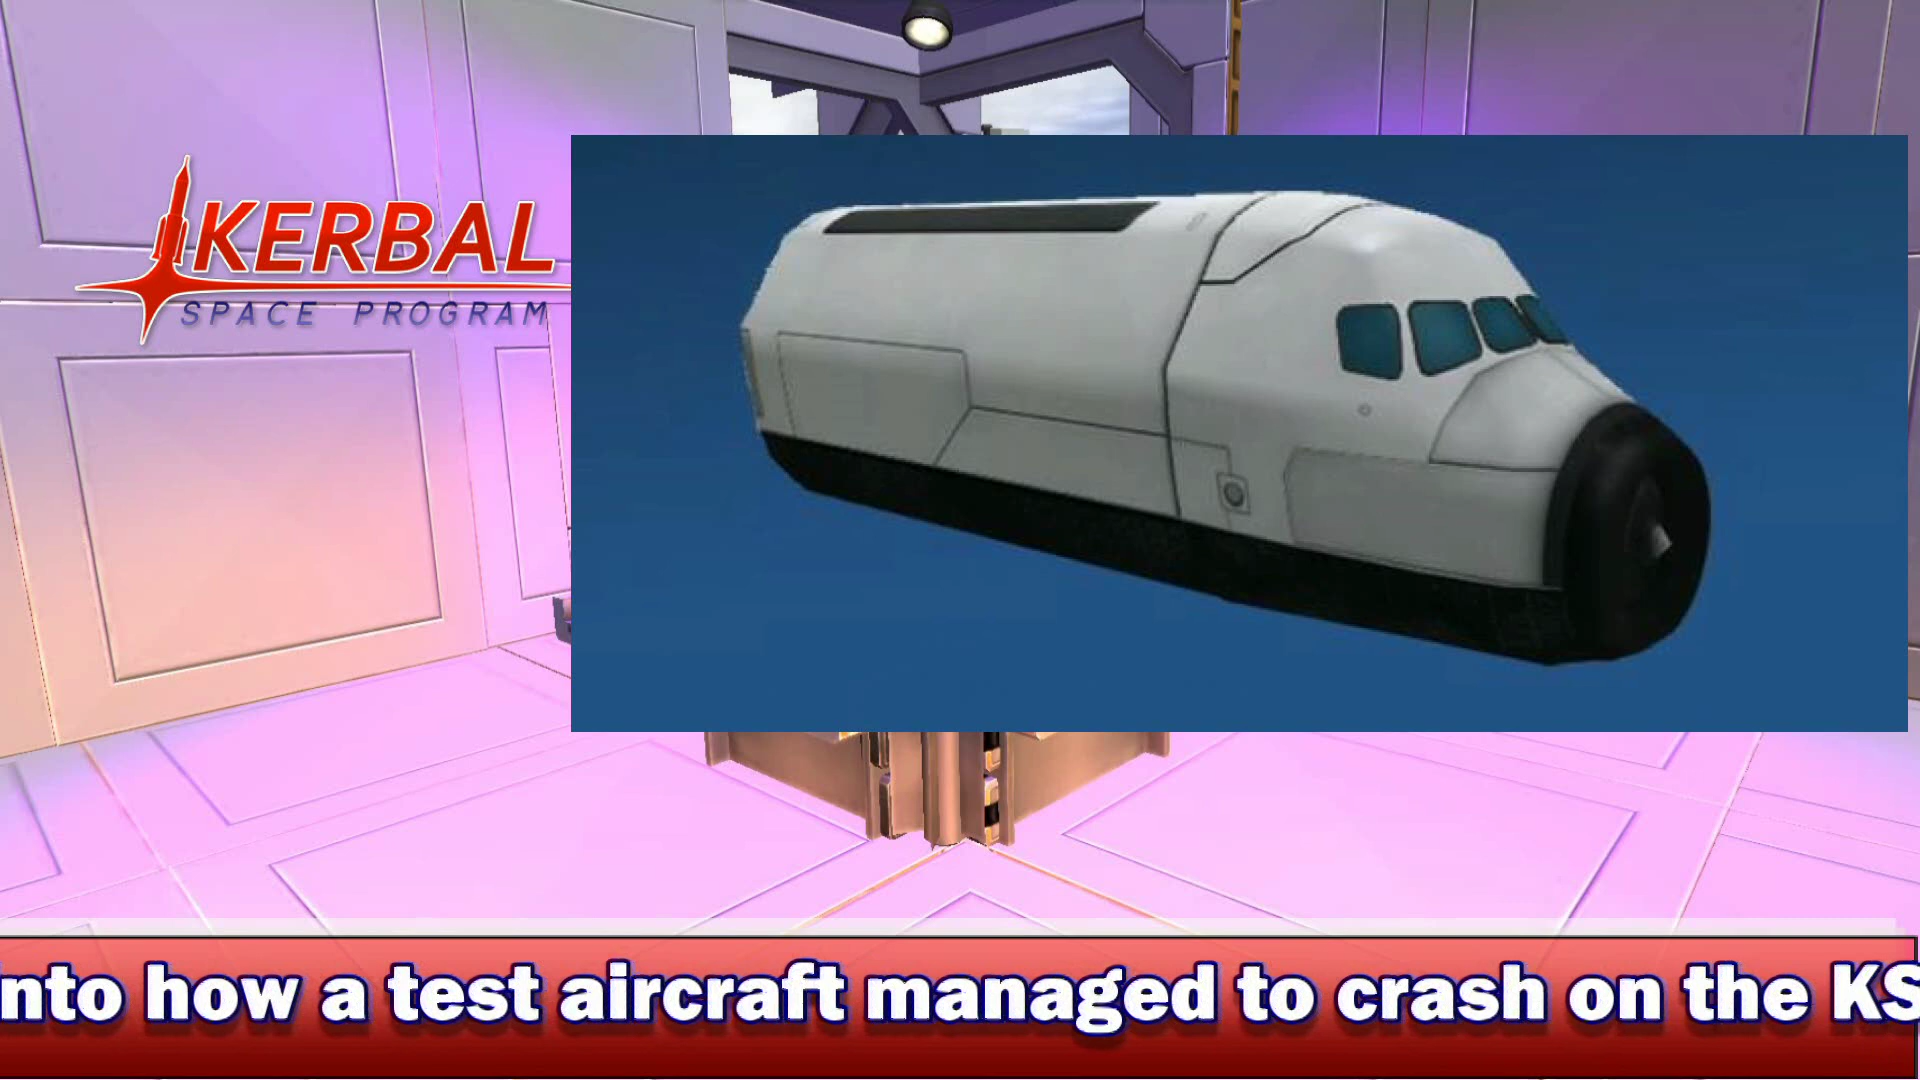 KERBAL
SPACE PROGRAM
nto how a test aircraft managed to crash on the KS